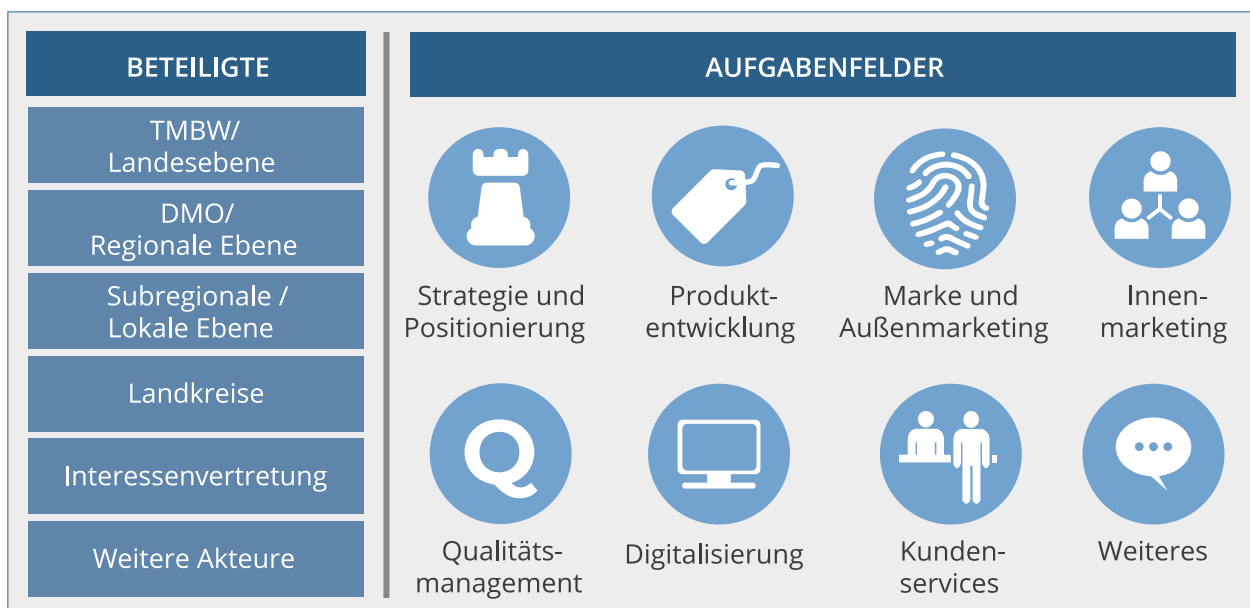 BETEILIGTE
TMBW/
Landesebene
DMO/
Regionale Ebene
Subregionale /
Lokale Ebene
Landkreise
Interessenvertretung
Weitere Akteure
AUFGABENFELDER
Strategie und
Positionierung
Produkt-
entwicklung
Marke und
Außenmarketing
Innen-
marketing
Q
Qualitäts-
management
Digitalisierung
Kunden-
services
Weiteres